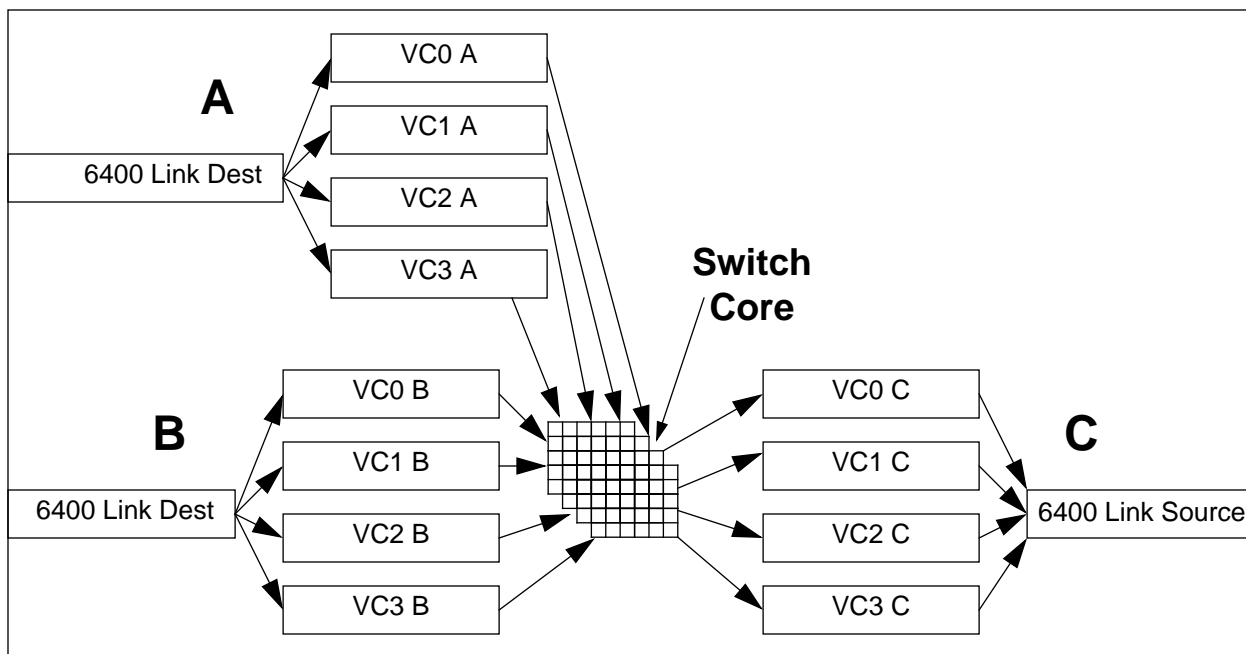 A
6400 Link Dest
VC0 A
VC1 A
VC2 A
VC3 A
Switch
Core
B
6400 Link Dest
VC0 B
VC1 B
VC2 B
VC3 B
VC0 C
VC1 C
VC2 C
VC3 C
C
6400 Link Source